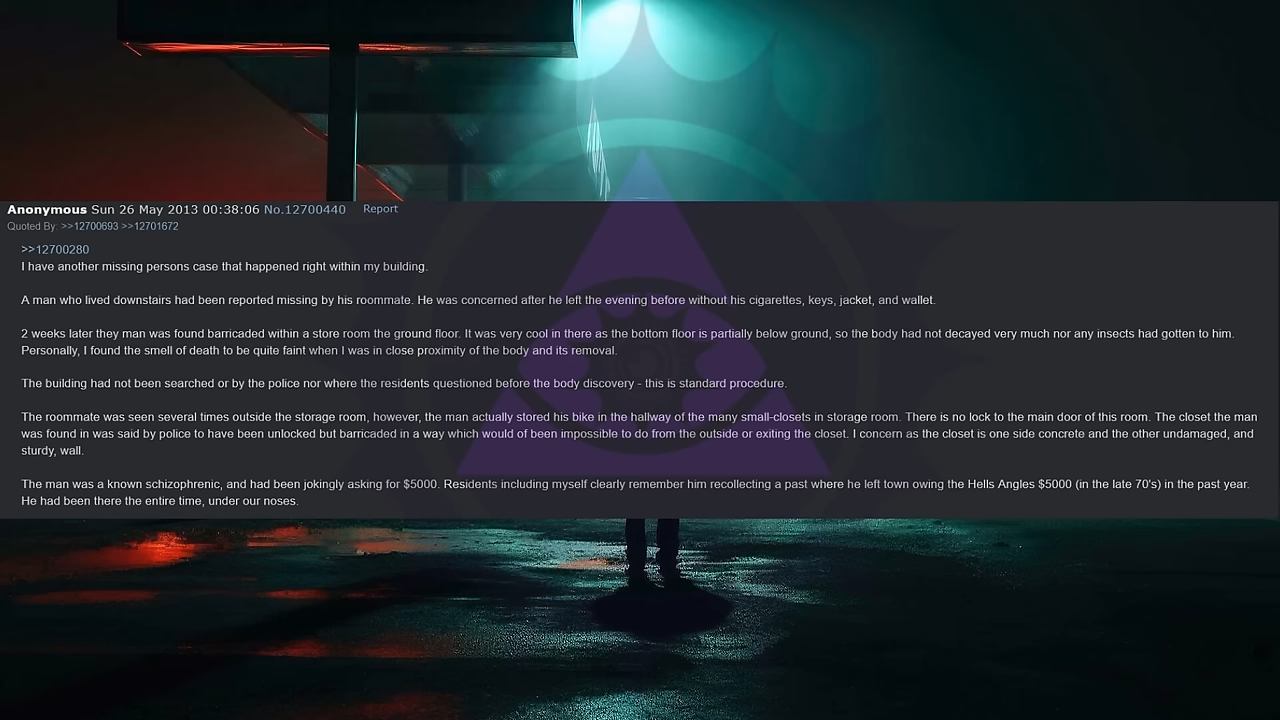 Anonymous Sun 26 May 2013 00:38:06 No.12700440 Report
Quoted By: >>12700693 >>12701672
>>12700280
I have another missing persons case that happened right within my building.
A man who lived downstairs had been reported missing by his roommate. He was concerned after he left the evening before without his cigarettes, keys, jacket, and wallet.
2 weeks later they man was found barricaded within a store room the ground floor. It was very cool in there as the bottom floor is partially below ground, so the body had not decayed very much nor any insects had gotten to him.
Personally, I found the smell of death to be quite faint when I was in close proximity of the body and its removal.
The building had not been searched or by the police nor where the residents questioned before the body discovery - this is standard procedure.
The roommate was seen several times outside the storage room, however, the man actually stored his bike in the hallway of the many small-closets in storage room. There is no lock to the main door of this room. The closet the man
was found in was said by police to have been unlocked but barricaded in a way which would of been impossible to do from the outside or exiting the closet. I concern as the closet is one side concrete and the other undamaged, and
sturdy, wall.
The man was a known schizophrenic, and had been jokingly asking for $5000. Residents including myself clearly remember him recollecting a past where he left town owing the Hells Angles $5000 (in the late 70's) in the past year.
He had been there the entire time, under our noses.